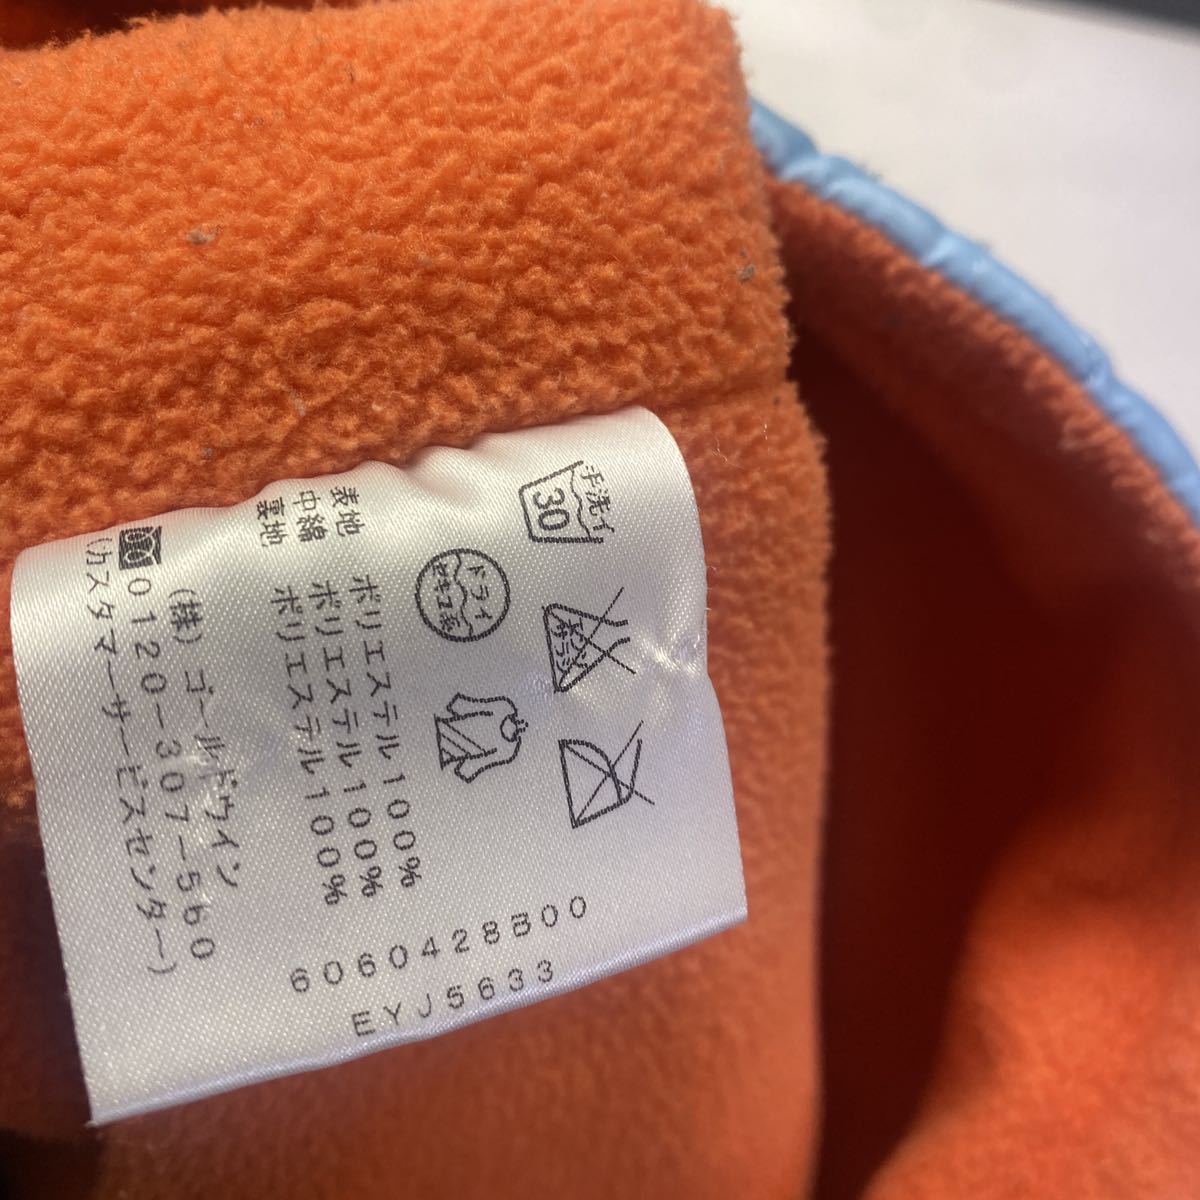 手洗イ
30
エンソ
サラシ
ドライ
セキユ系
表地 ポリエステル100%
中綿 ポリエステル100%
裏地 ポリエステル100%
(株)ゴールドウイン
0120-307-560
(カスタマーサービスセンター)
6060428B00
EYJ5633